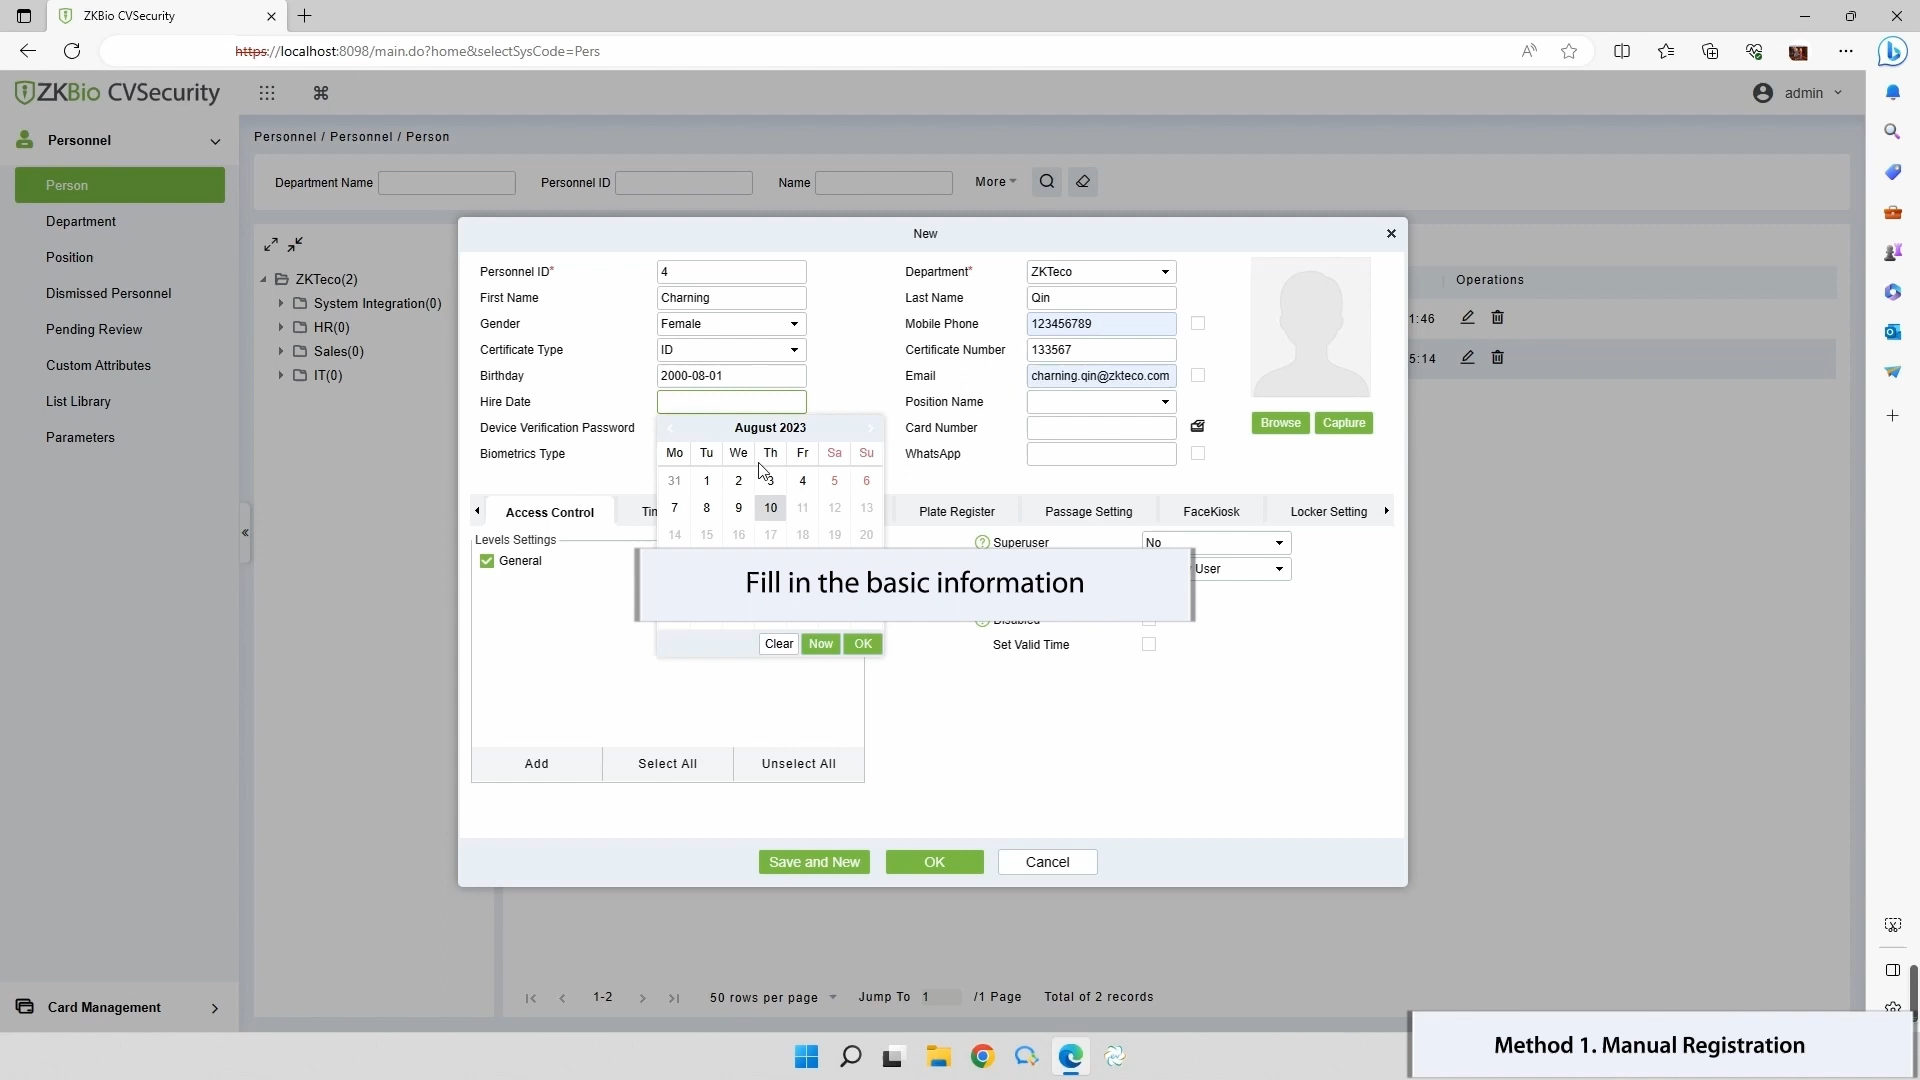 ZKBio CVSecurity
https://localhost:8098/main.do?home&selectSysCode=Pers
ZKBio CVSecurity
admin
Personnel
Person
Department
Position
Dismissed Personnel
Pending Review
Custom Attributes
List Library
Parameters
Card Management
Personnel / Personnel / Person
Department Name
Personnel ID
Name
More
ZKTeco(2)
System Integration(0)
HR(0)
Sales(0)
IT(0)
Operations
1:46
5:14
New
Personnel ID* 4
Department* ZKTeco
First Name Charning
Last Name Qin
Gender Female
Mobile Phone 123456789
Certificate Type ID
Certificate Number 133567
Birthday 2000-08-01
Email charning.qin@zkteco.com
Hire Date
Position Name
Device Verification Password
Card Number
Biometrics Type
WhatsApp
Browse Capture
August 2023
Mo Tu We Th Fr Sa Su
31 1 2 3 4 5 6
7 8 9 10 11 12 13
14 15 16 17 18 19 20
Clear Now OK
Access Control
Plate Register
Passage Setting
FaceKiosk
Locker Setting
Levels Settings
General
Superuser No
User
Fill in the basic information
Disabled
Set Valid Time
Add
Select All
Unselect All
Save and New
OK
Cancel
1-2
50 rows per page
Jump To 1 /1 Page
Total of 2 records
Method 1. Manual Registration